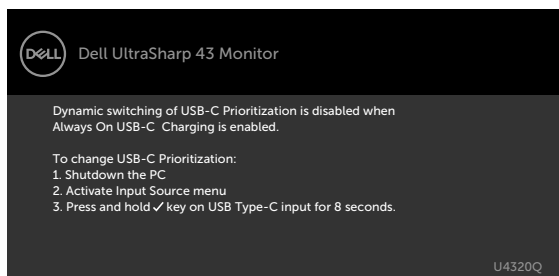 DELL Dell UltraSharp 43 Monitor
Dynamic switching of USB-C Prioritization is disabled when
Always On USB-C Charging is enabled.
To change USB-C Prioritization:
1. Shutdown the PC
2. Activate Input Source menu
3. Press and hold ✓ key on USB Type-C input for 8 seconds.
U4320Q